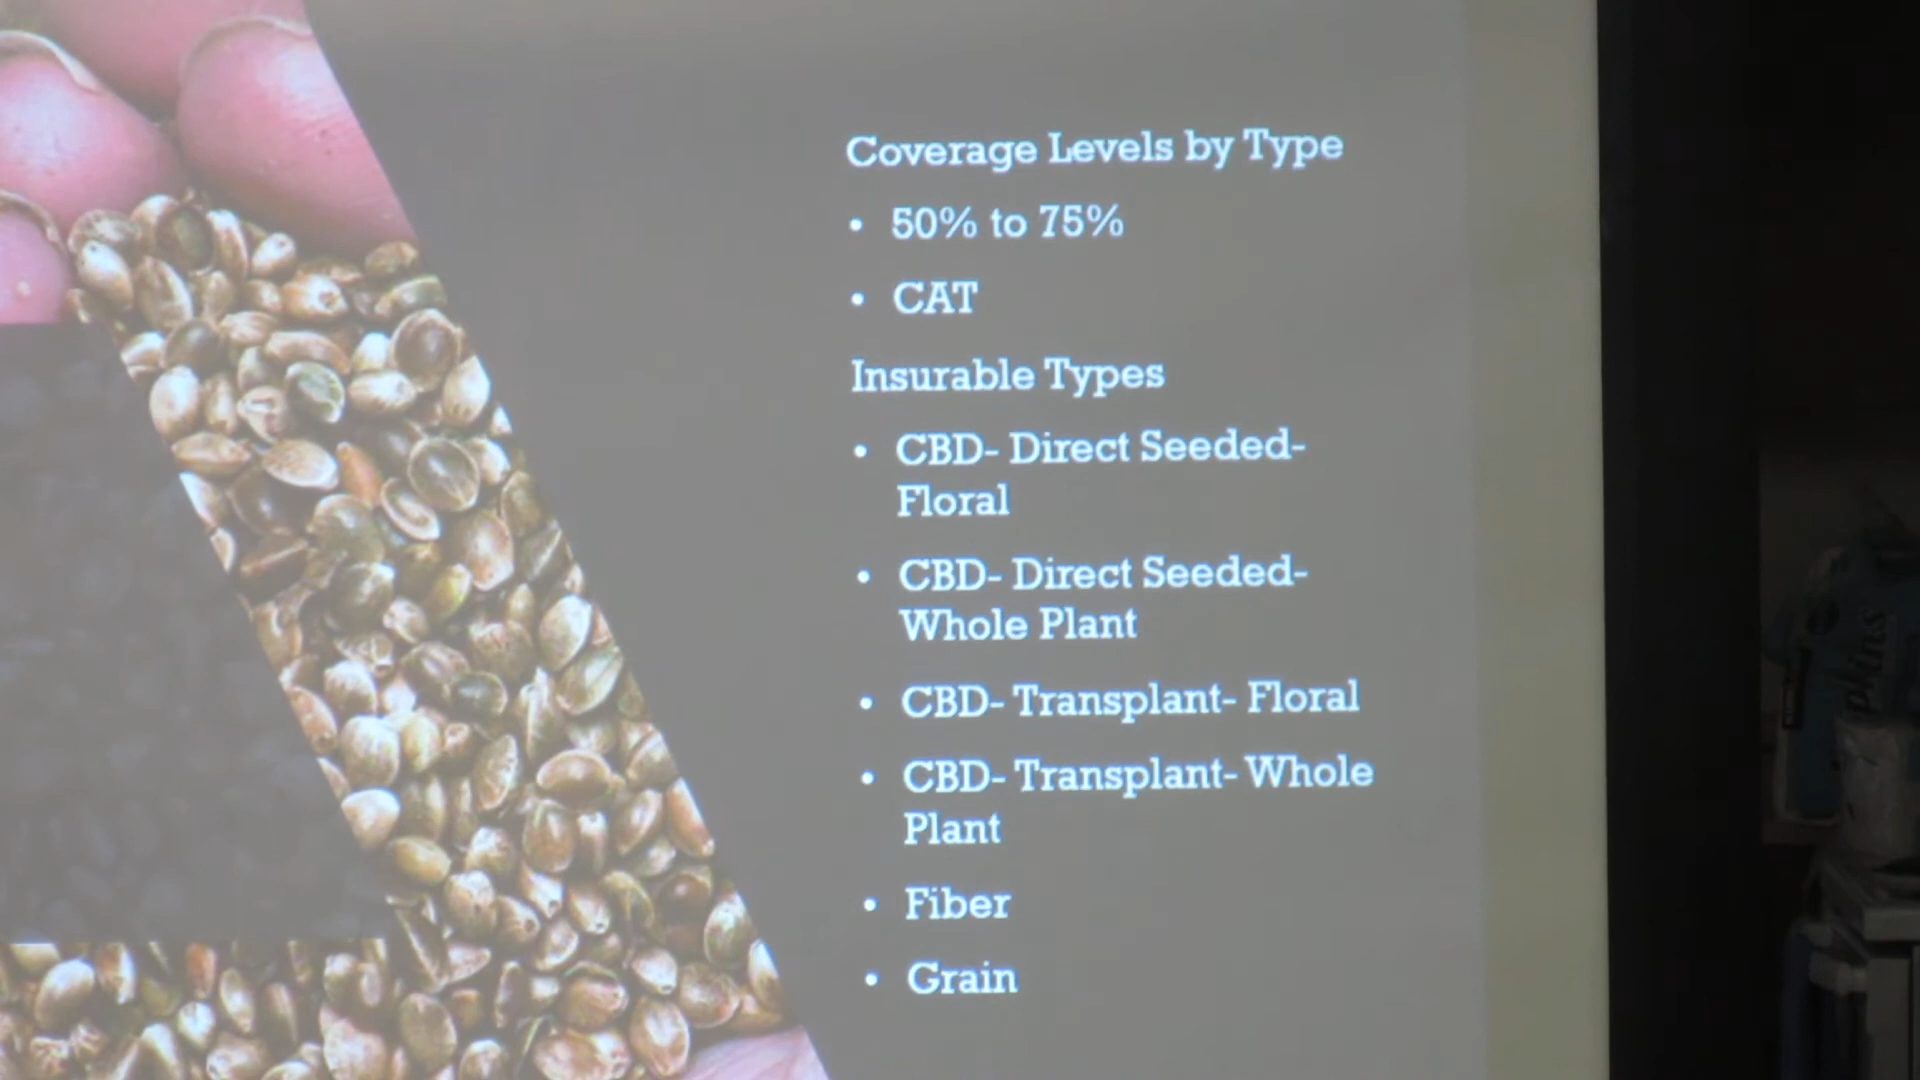 Coverage Levels by Type
• 50% to 75%
• CAT
Insurable Types
• CBD- Direct Seeded-
Floral
• CBD- Direct Seeded-
Whole Plant
• CBD- Transplant- Floral
• CBD- Transplant- Whole
Plant
• Fiber
• Grain